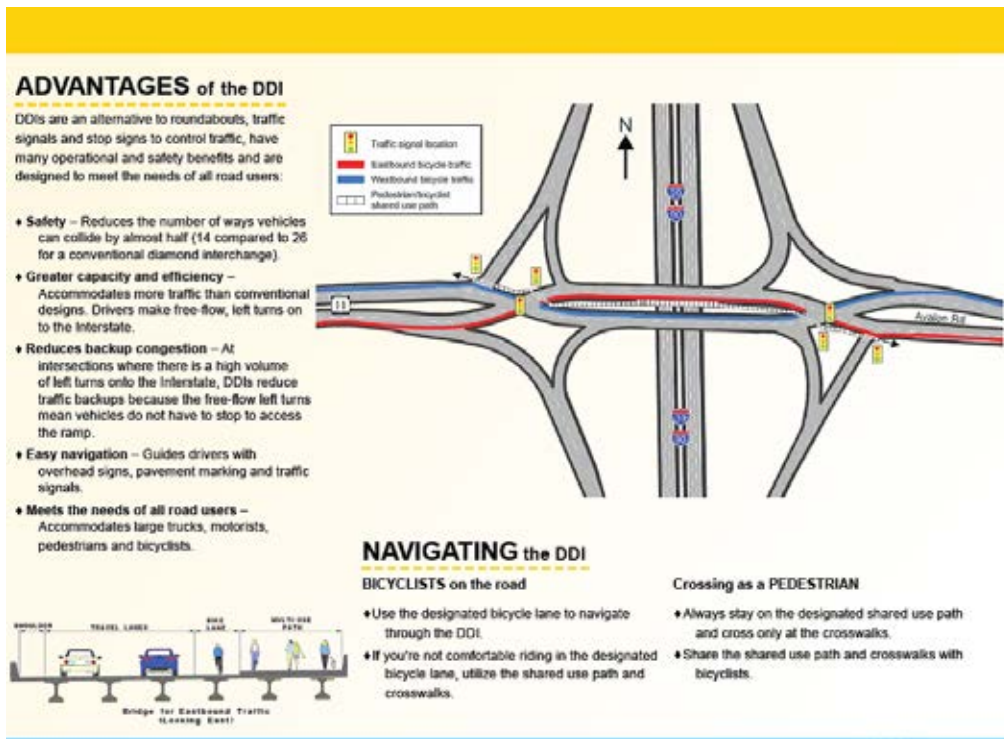 ADVANTAGES of the DDI
DDIs are an alternative to roundabouts, traffic
signals and stop signs to control traffic, have
many operational and safety benefits and are
designed to meet the needs of all road users:
♦ Safety – Reduces the number of ways vehicles
can collide by almost half (14 compared to 26
for a conventional diamond interchange).
♦ Greater capacity and efficiency –
Accommodates more traffic than conventional
designs. Drivers make free-flow, left turns on
to the Interstate.
♦ Reduces backup congestion – At
intersections where there is a high volume
of left turns onto the Interstate, DDIs reduce
traffic backups because the free-flow left turns
mean vehicles do not have to stop to access
the ramp.
♦ Easy navigation – Guides drivers with
overhead signs, pavement marking and traffic
signals.
♦ Meets the needs of all road users –
Accommodates large trucks, motorists,
pedestrians and bicyclists.
Traffic signal location
Eastbound bicycle traffic
Westbound bicycle traffic
Pedestrian/bicyclist
shared use path
N
90
11
Avalon Rd
90
NAVIGATING the DDI
BICYCLISTS on the road
♦Use the designated bicycle lane to navigate
through the DDI.
♦If you're not comfortable riding in the designated
bicycle lane, utilize the shared use path and
crosswalks.
Crossing as a PEDESTRIAN
♦Always stay on the designated shared use path
and cross only at the crosswalks.
♦Share the shared use path and crosswalks with
bicyclists.
SHOULDER TRAVEL LANES BIKE LANE MULTI-USE PATH
Bridge for Eastbound Traffic
(Looking East)